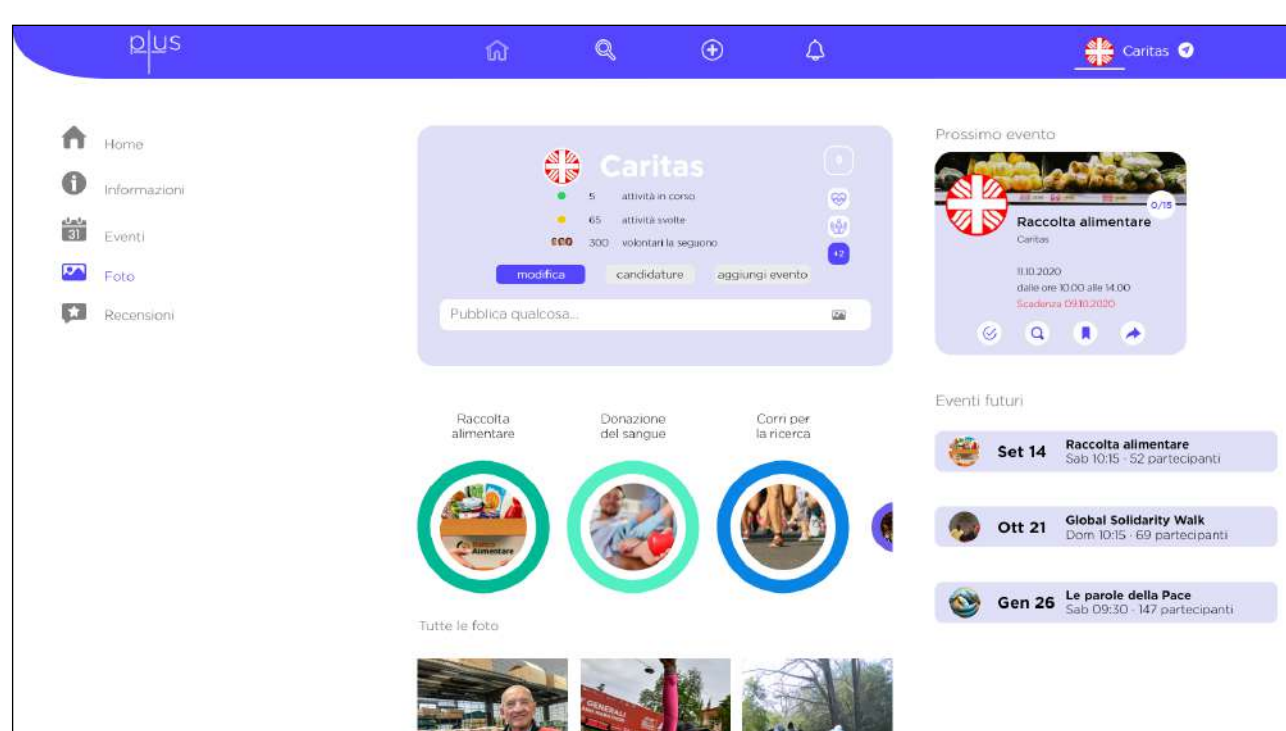 plus
Caritas
Home
Informazioni
31
Eventi
Foto
Recensioni
Caritas
5 attività in corso
65 attività svolte
300 volontari la seguono
+2
modifica
candidature
aggiungi evento
Pubblica qualcosa...
Raccolta
alimentare
Donazione
del sangue
Corri per
la ricerca
Banco
Alimentare
Tutte le foto
GENERALI
Prossimo evento
0/15
Raccolta alimentare
Caritas
11.10.2020
dalle ore 10.00 alle 14.00
Scadenza 09.10.2020
Eventi futuri
Set 14
Raccolta alimentare
Sab 10:15 - 52 partecipanti
Ott 21
Global Solidarity Walk
Dom 10:15 - 69 partecipanti
Gen 26
Le parole della Pace
Sab 09:30 - 147 partecipanti